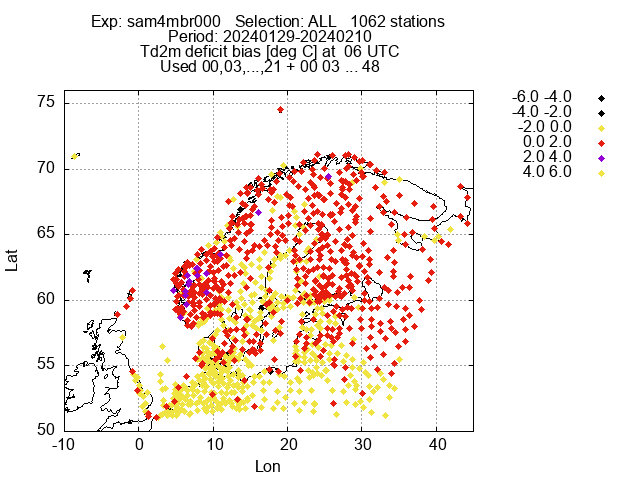 Exp: sam4mbr000 Selection: ALL 1062 stations
Period: 20240129-20240210
Td2m deficit bias [deg C] at 06 UTC
Used 00,03,...,21 + 00 03 ... 48
-6.0 -4.0
-4.0 -2.0
-2.0 0.0
0.0 2.0
2.0 4.0
4.0 6.0
75
70
65
60
55
50
Lat
-10 0 10 20 30 40
Lon